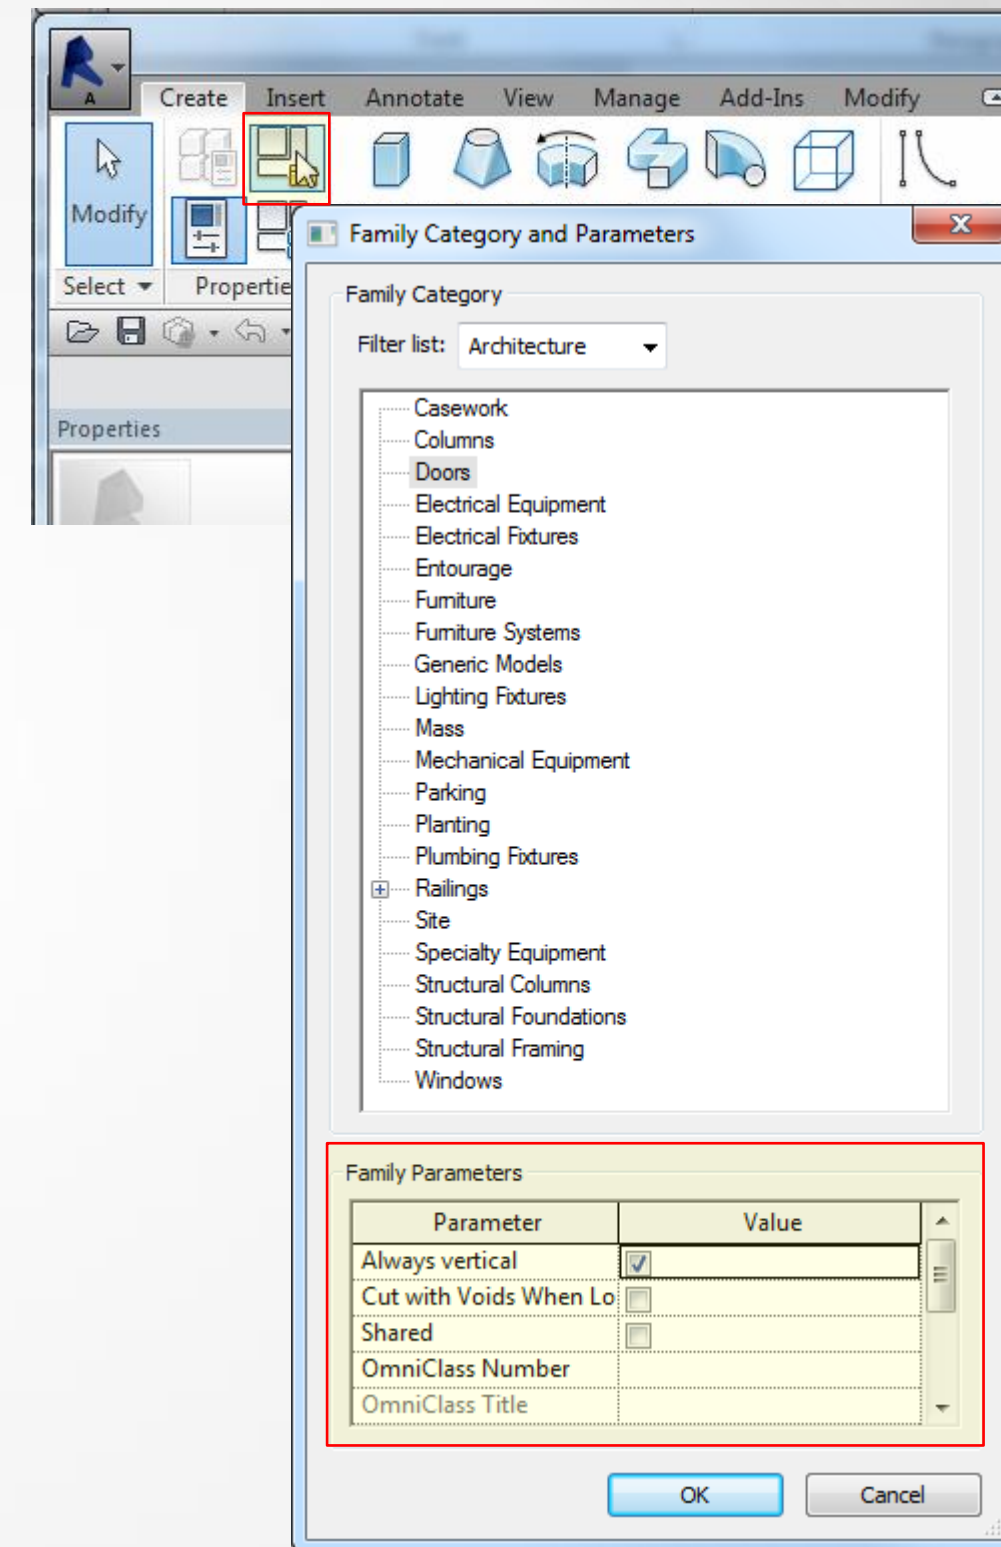 A
Create Insert Annotate View Manage Add-Ins Modify
Modify
Select Propertie
Properties
Family Category and Parameters
Family Category
Filter list: Architecture
Casework
Columns
Doors
Electrical Equipment
Electrical Fixtures
Entourage
Furniture
Furniture Systems
Generic Models
Lighting Fixtures
Mass
Mechanical Equipment
Parking
Planting
Plumbing Fixtures
Railings
Site
Specialty Equipment
Structural Columns
Structural Foundations
Structural Framing
Windows
Family Parameters
Parameter Value
Always vertical
Cut with Voids When Lo
Shared
OmniClass Number
OmniClass Title
OK Cancel